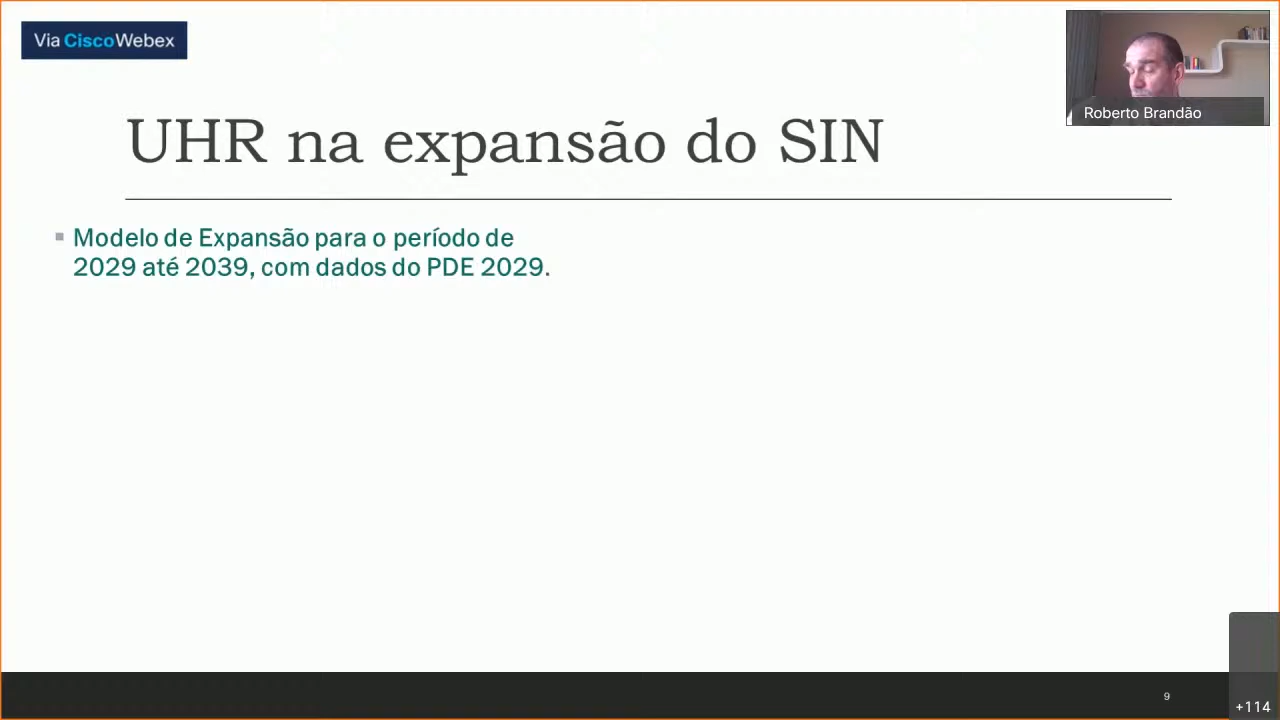 Via CiscoWebex
Roberto Brandão
UHR na expansão do SIN
Modelo de Expansão para o período de
2029 até 2039, com dados do PDE 2029.
9
+114